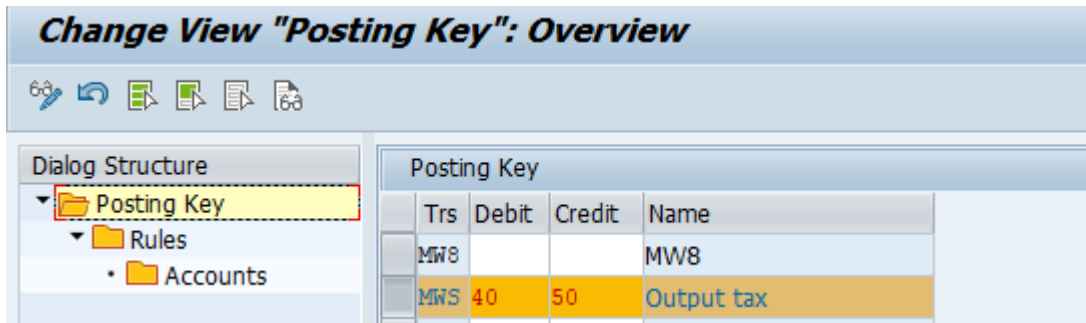 Change View "Posting Key": Overview
Dialog Structure
Posting Key
Rules
Accounts
Posting Key
Trs Debit Credit Name
MW8 MW8
MWS 40 50 Output tax